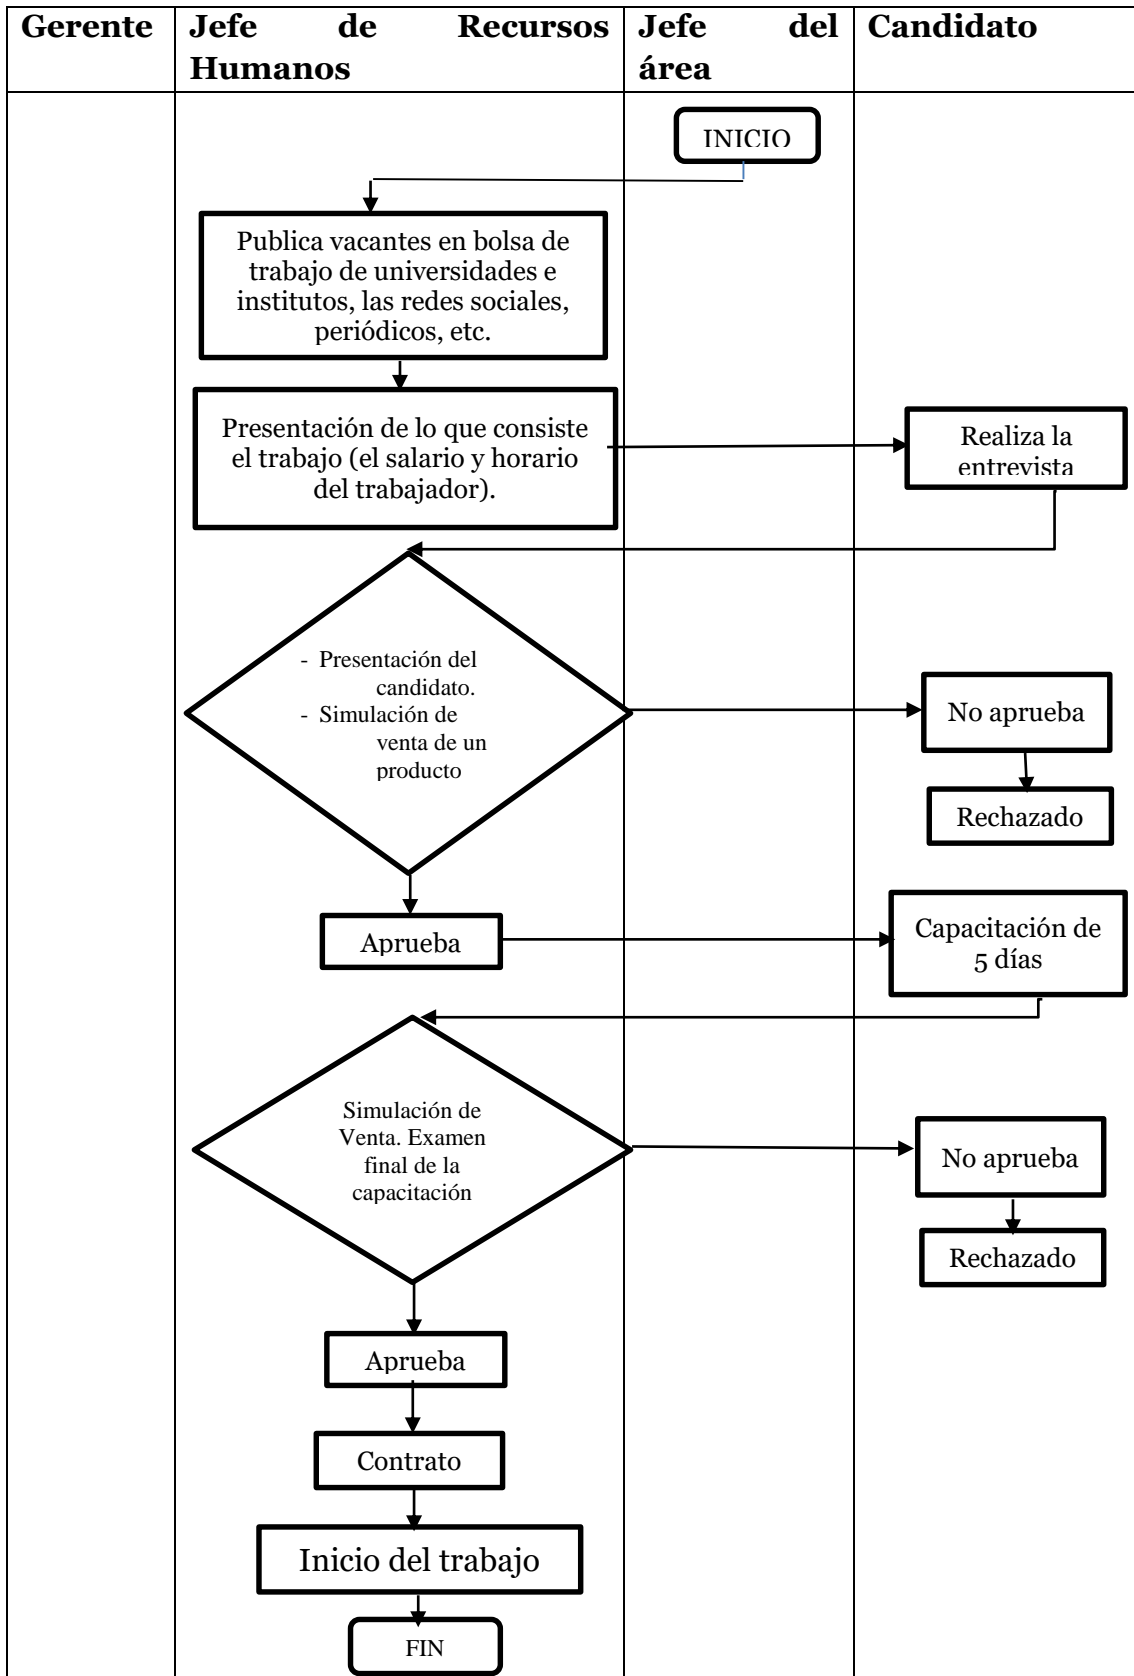 Gerente
Jefe de Recursos
Humanos
Jefe del
área
Candidato
INICIO
Publica vacantes en bolsa de
trabajo de universidades e
institutos, las redes sociales,
periódicos, etc.
Presentación de lo que consiste
el trabajo (el salario y horario
del trabajador).
Realiza la
entrevista
- Presentación del
candidato.
- Simulación de
venta de un
producto
No aprueba
Rechazado
Aprueba
Capacitación de
5 días
Simulación de
Venta. Examen
final de la
capacitación
No aprueba
Rechazado
Aprueba
Contrato
Inicio del trabajo
FIN